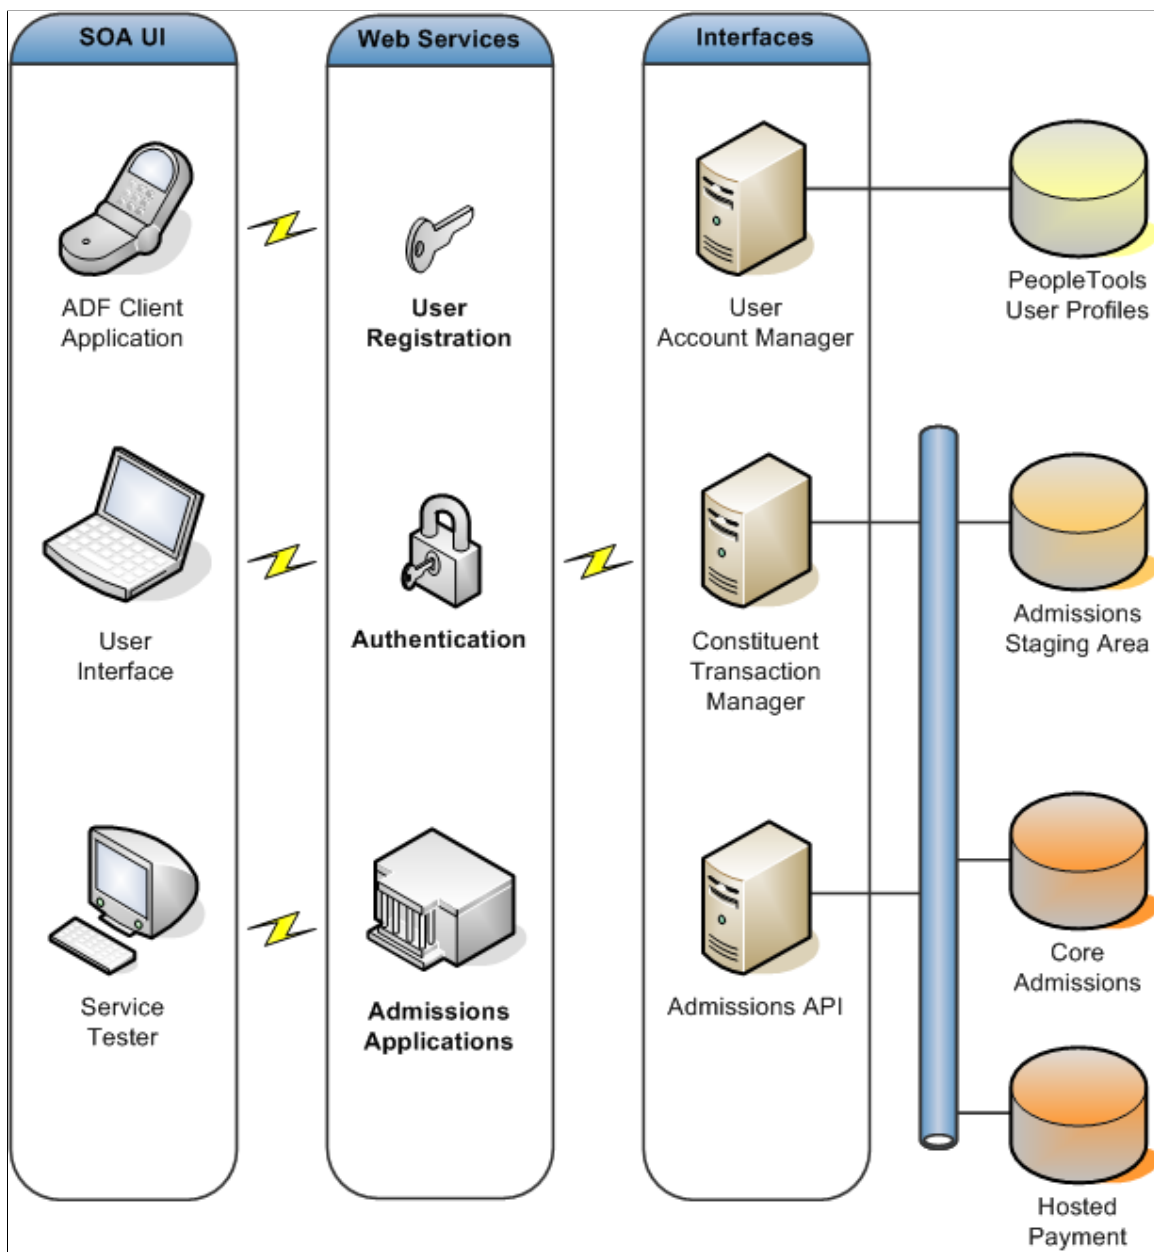 SOA UI
Web Services
Interfaces
ADF Client
Application
User
Registration
User
Account Manager
PeopleTools
User Profiles
User
Interface
Authentication
Constituent
Transaction
Manager
Admissions
Staging Area
Service
Tester
Admissions
Applications
Admissions API
Core
Admissions
Hosted
Payment